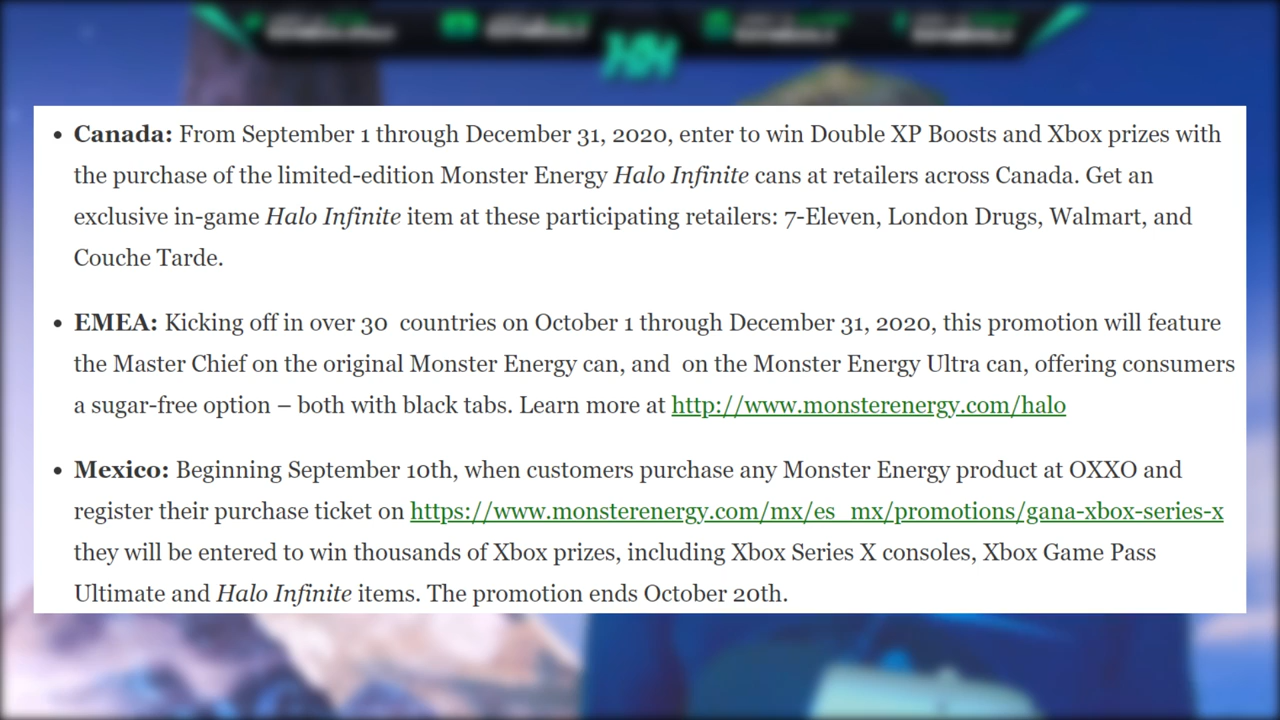 • Canada: From September 1 through December 31, 2020, enter to win Double XP Boosts and Xbox prizes with
the purchase of the limited-edition Monster Energy Halo Infinite cans at retailers across Canada. Get an
exclusive in-game Halo Infinite item at these participating retailers: 7-Eleven, London Drugs, Walmart, and
Couche Tarde.
• EMEA: Kicking off in over 30  countries on October 1 through December 31, 2020, this promotion will feature
the Master Chief on the original Monster Energy can, and  on the Monster Energy Ultra can, offering consumers
a sugar-free option – both with black tabs. Learn more at http://www.monsterenergy.com/halo
• Mexico: Beginning September 10th, when customers purchase any Monster Energy product at OXXO and
register their purchase ticket on https://www.monsterenergy.com/mx/es_mx/promotions/gana-xbox-series-x
they will be entered to win thousands of Xbox prizes, including Xbox Series X consoles, Xbox Game Pass
Ultimate and Halo Infinite items. The promotion ends October 20th.